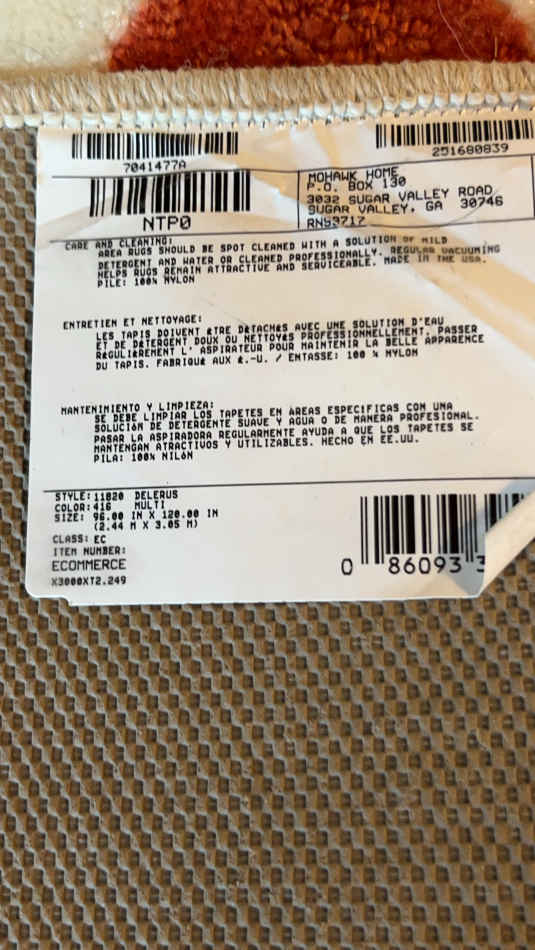 7041477A
251680839
NTP0
MOHAWK HOME
P.O. BOX 130
3032 SUGAR VALLEY ROAD
SUGAR VALLEY, GA 30746
RN93717
CARE AND CLEANING:
AREA RUGS SHOULD BE SPOT CLEANED WITH A SOLUTION OF MILD
DETERGENT AND WATER OR CLEANED PROFESSIONALLY. REGULAR VACUUMING
HELPS RUGS REMAIN ATTRACTIVE AND SERVICEABLE. MADE IN THE USA.
PILE: 100% NYLON
ENTRETIEN ET NETTOYAGE:
LES TAPIS DOIVENT ÊTRE DÉTACHÉS AVEC UNE SOLUTION D'EAU
ET DE DÉTERGENT DOUX OU NETTOYÉS PROFESSIONNELLEMENT. PASSER
RÉGULIÈREMENT L' ASPIRATEUR POUR MAINTENIR LA BELLE APPARENCE
DU TAPIS. FABRIQUÉ AUX É.-U. / ENTASSE: 100 % NYLON
MANTENIMIENTO Y LIMPIEZA:
SE DEBE LIMPIAR LOS TAPETES EN ÁREAS ESPECIFICAS CON UNA
SOLUCIÓN DE DETERGENTE SUAVE Y AGUA O DE MANERA PROFESIONAL.
PASAR LA ASPIRADORA REGULARMENTE AYUDA A QUE LOS TAPETES SE
MANTENGAN ATRACTIVOS Y UTILIZABLES. HECHO EN EE.UU.
PILA: 100% NILÓN
STYLE: 11820 DELERUS
COLOR: 416 MULTI
SIZE: 96.00 IN X 120.00 IN
(2.44 M X 3.05 M)
CLASS: EC
ITEM NUMBER:
ECOMMERCE
X3000XT2.249
0 86093 3